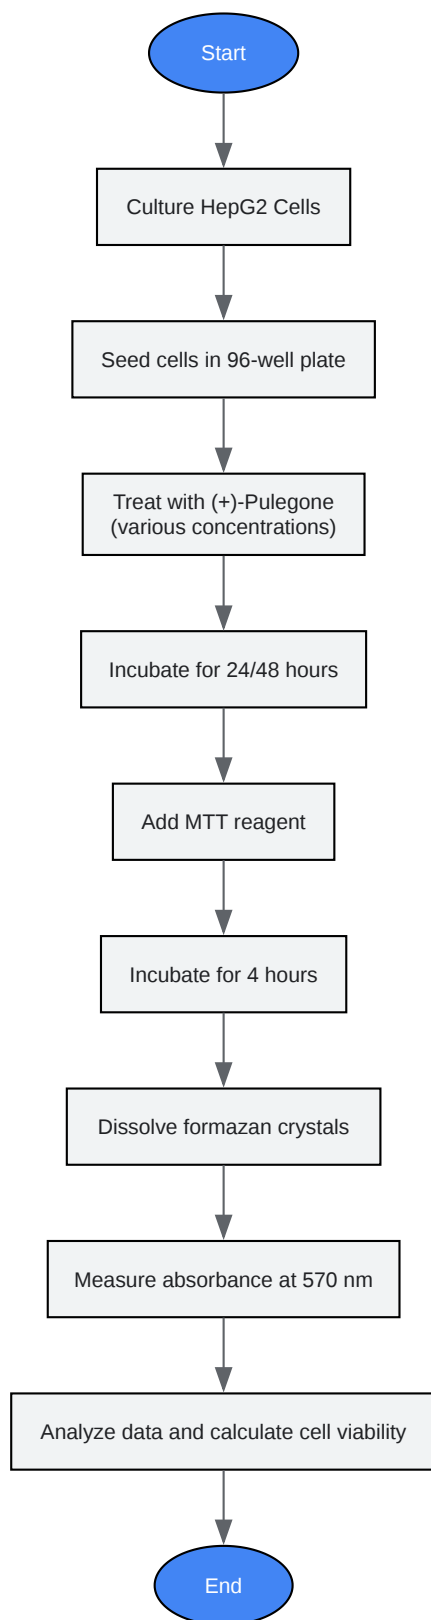 Start
Culture HepG2 Cells
Seed cells in 96-well plate
Treat with (+)-Pulegone
(various concentrations)
Incubate for 24/48 hours
Add MTT reagent
Incubate for 4 hours
Dissolve formazan crystals
Measure absorbance at 570 nm
Analyze data and calculate cell viability
End